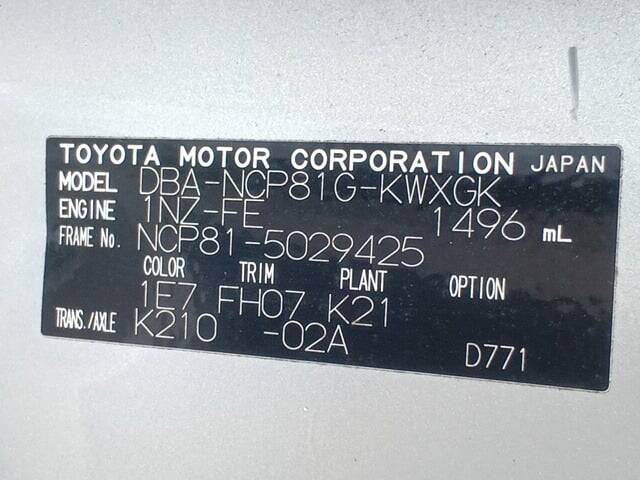 TOYOTA MOTOR CORPORATION JAPAN
MODEL DBA-NCP81G-KWXGK
ENGINE 1NZ-FE 1496 mL
FRAME No. NCP81-5029425
COLOR TRIM PLANT OPTION
1E7 FH07 K21
TRANS./AXLE K210 -02A
D771